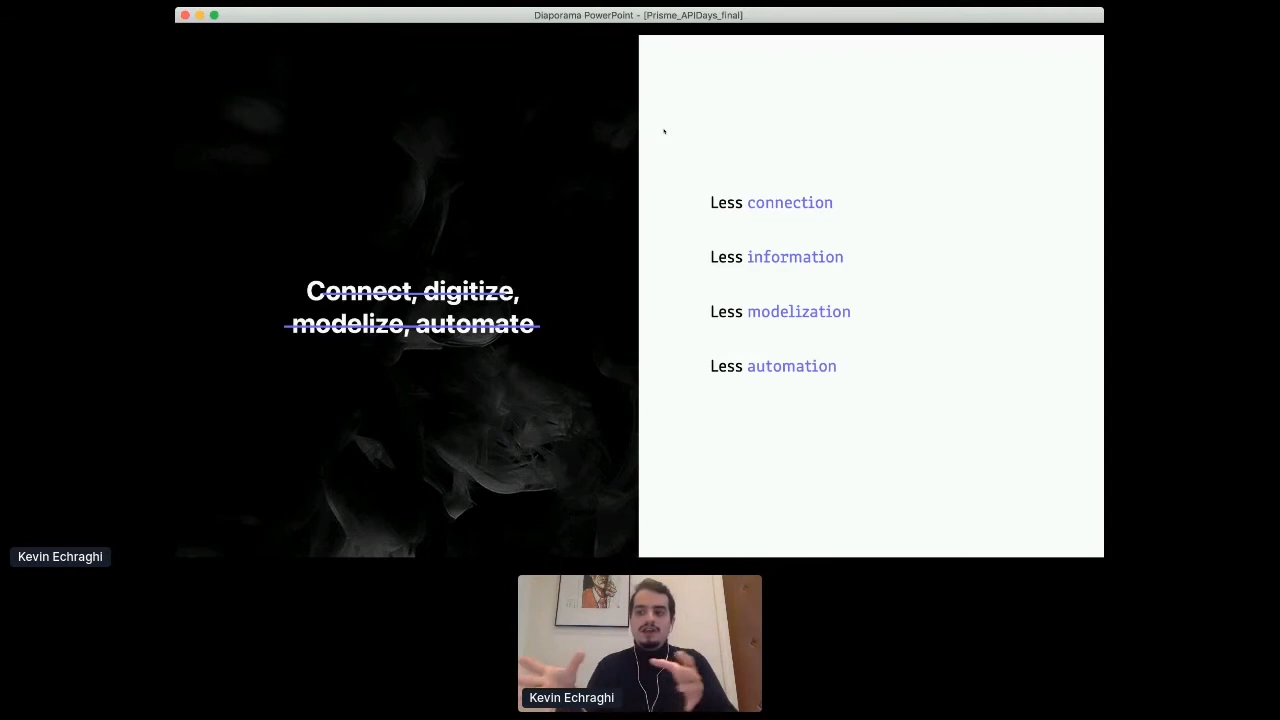 Diaporama PowerPoint - [Prisme_APIDays_final]
Connect, digitize,
modelize, automate
Less connection
Less information
Less modelization
Less automation
Kevin Echraghi
Kevin Echraghi